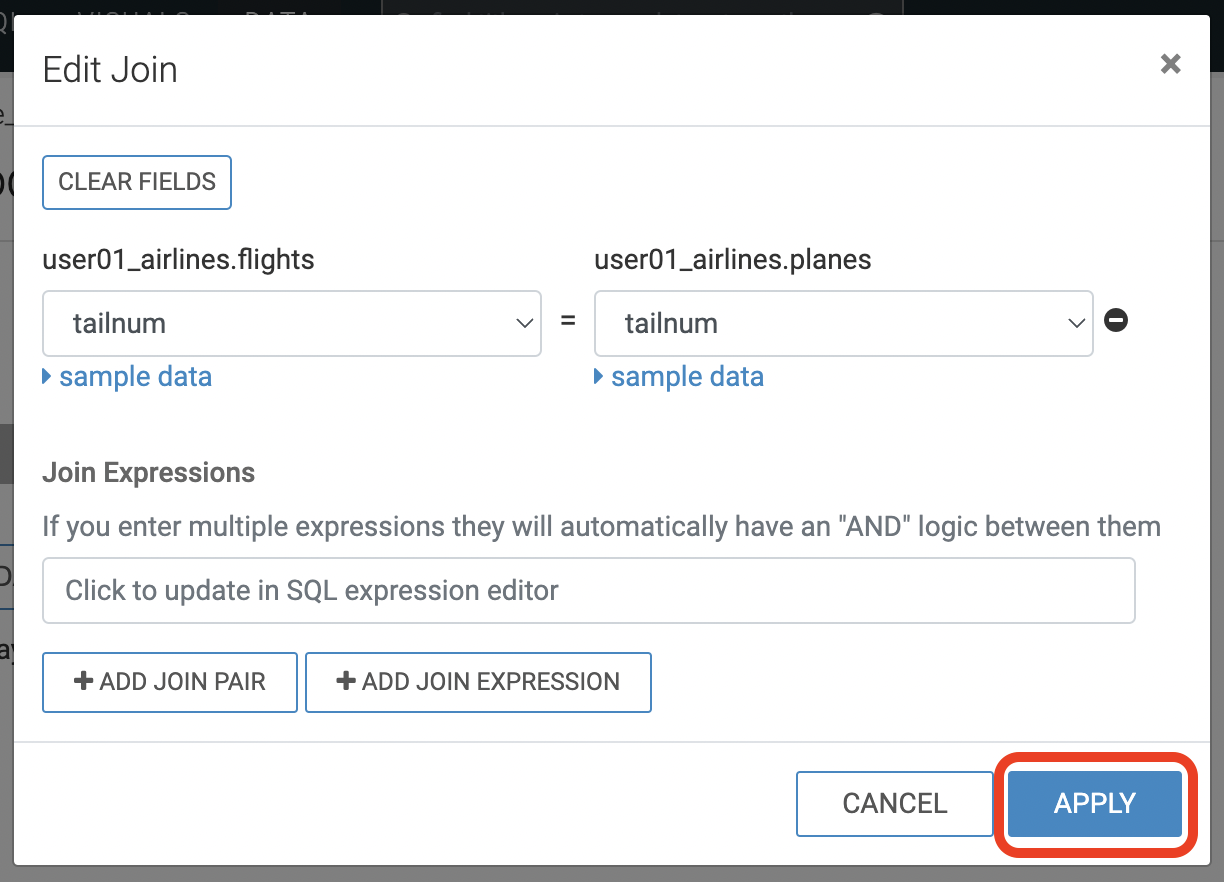 VISUALS DATA
Edit Join ×
CLEAR FIELDS
user01_airlines.flights user01_airlines.planes
tailnum = tailnum
sample data sample data
Join Expressions
If you enter multiple expressions they will automatically have an "AND" logic between them
Click to update in SQL expression editor
+ ADD JOIN PAIR + ADD JOIN EXPRESSION
CANCEL APPLY